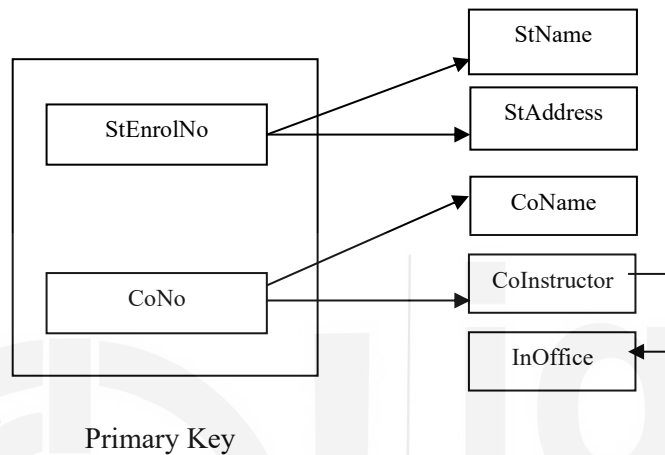 StName
StEnrolNo
StAddress
CoName
CoNo
CoInstructor
InOffice
Primary Key